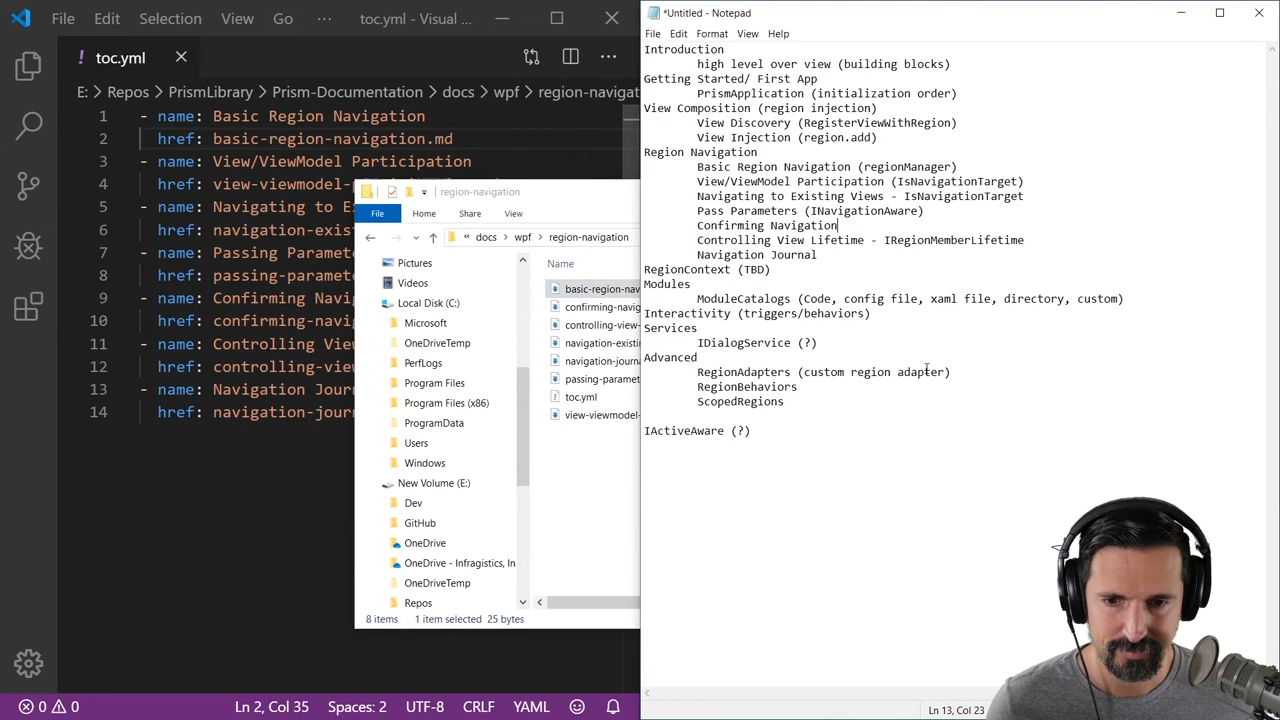 File Edit Selection View Go ··· toc.yml - Visual ...
! toc.yml
E: > Repos > PrismLibrary > Prism-Documentation > docs > wpf > region-navigat
1 - name: Basic Region Navigation
2 href: basic-region-navigation.md
3 - name: View/ViewModel Participation
4 href: view-viewmodel-
5 - name: Navigating to Ex
6 href: navigation-exis
7 - name: Passing Paramet
8 href: passing-paramet
9 - name: Confirming Navi
10 href: confirming-navi
11 - name: Controlling Vie
12 href: controlling-vie
13 - name: Navigation Jour
14 href: navigation-jour
0 0 Ln 2, Col 35 Spaces: 2 UTF-8 CRLF YAML
region-navigation
File Home Share View
« docs > wpf > region-navigation
Name
Pictures
Videos
Local Disk (C:)
Microsoft
OneDriveTemp
PerfLogs
Program Files
Program Files (x86)
ProgramData
Users
Windows
New Volume (E:)
Dev
GitHub
OneDrive
OneDrive - Infragistics, In
OneDriveTemp
Repos
basic-region-nav
confirming-navig
controlling-view-
navigation-existin
navigation-journa
passing-paramet
toc.yml
view-viewmodel-
8 items 1 item selected 25 bytes
*Untitled - Notepad
File Edit Format View Help
Introduction
high level over view (building blocks)
Getting Started/ First App
PrismApplication (initialization order)
View Composition (region injection)
View Discovery (RegisterViewWithRegion)
View Injection (region.add)
Region Navigation
Basic Region Navigation (regionManager)
View/ViewModel Participation (IsNavigationTarget)
Navigating to Existing Views - IsNavigationTarget
Pass Parameters (INavigationAware)
Confirming Navigation
Controlling View Lifetime - IRegionMemberLifetime
Navigation Journal
RegionContext (TBD)
Modules
ModuleCatalogs (Code, config file, xaml file, directory, custom)
Interactivity (triggers/behaviors)
Services
IDialogService (?)
Advanced
RegionAdapters (custom region adapter)
RegionBehaviors
ScopedRegions
IActiveAware (?)
Ln 13, Col 23